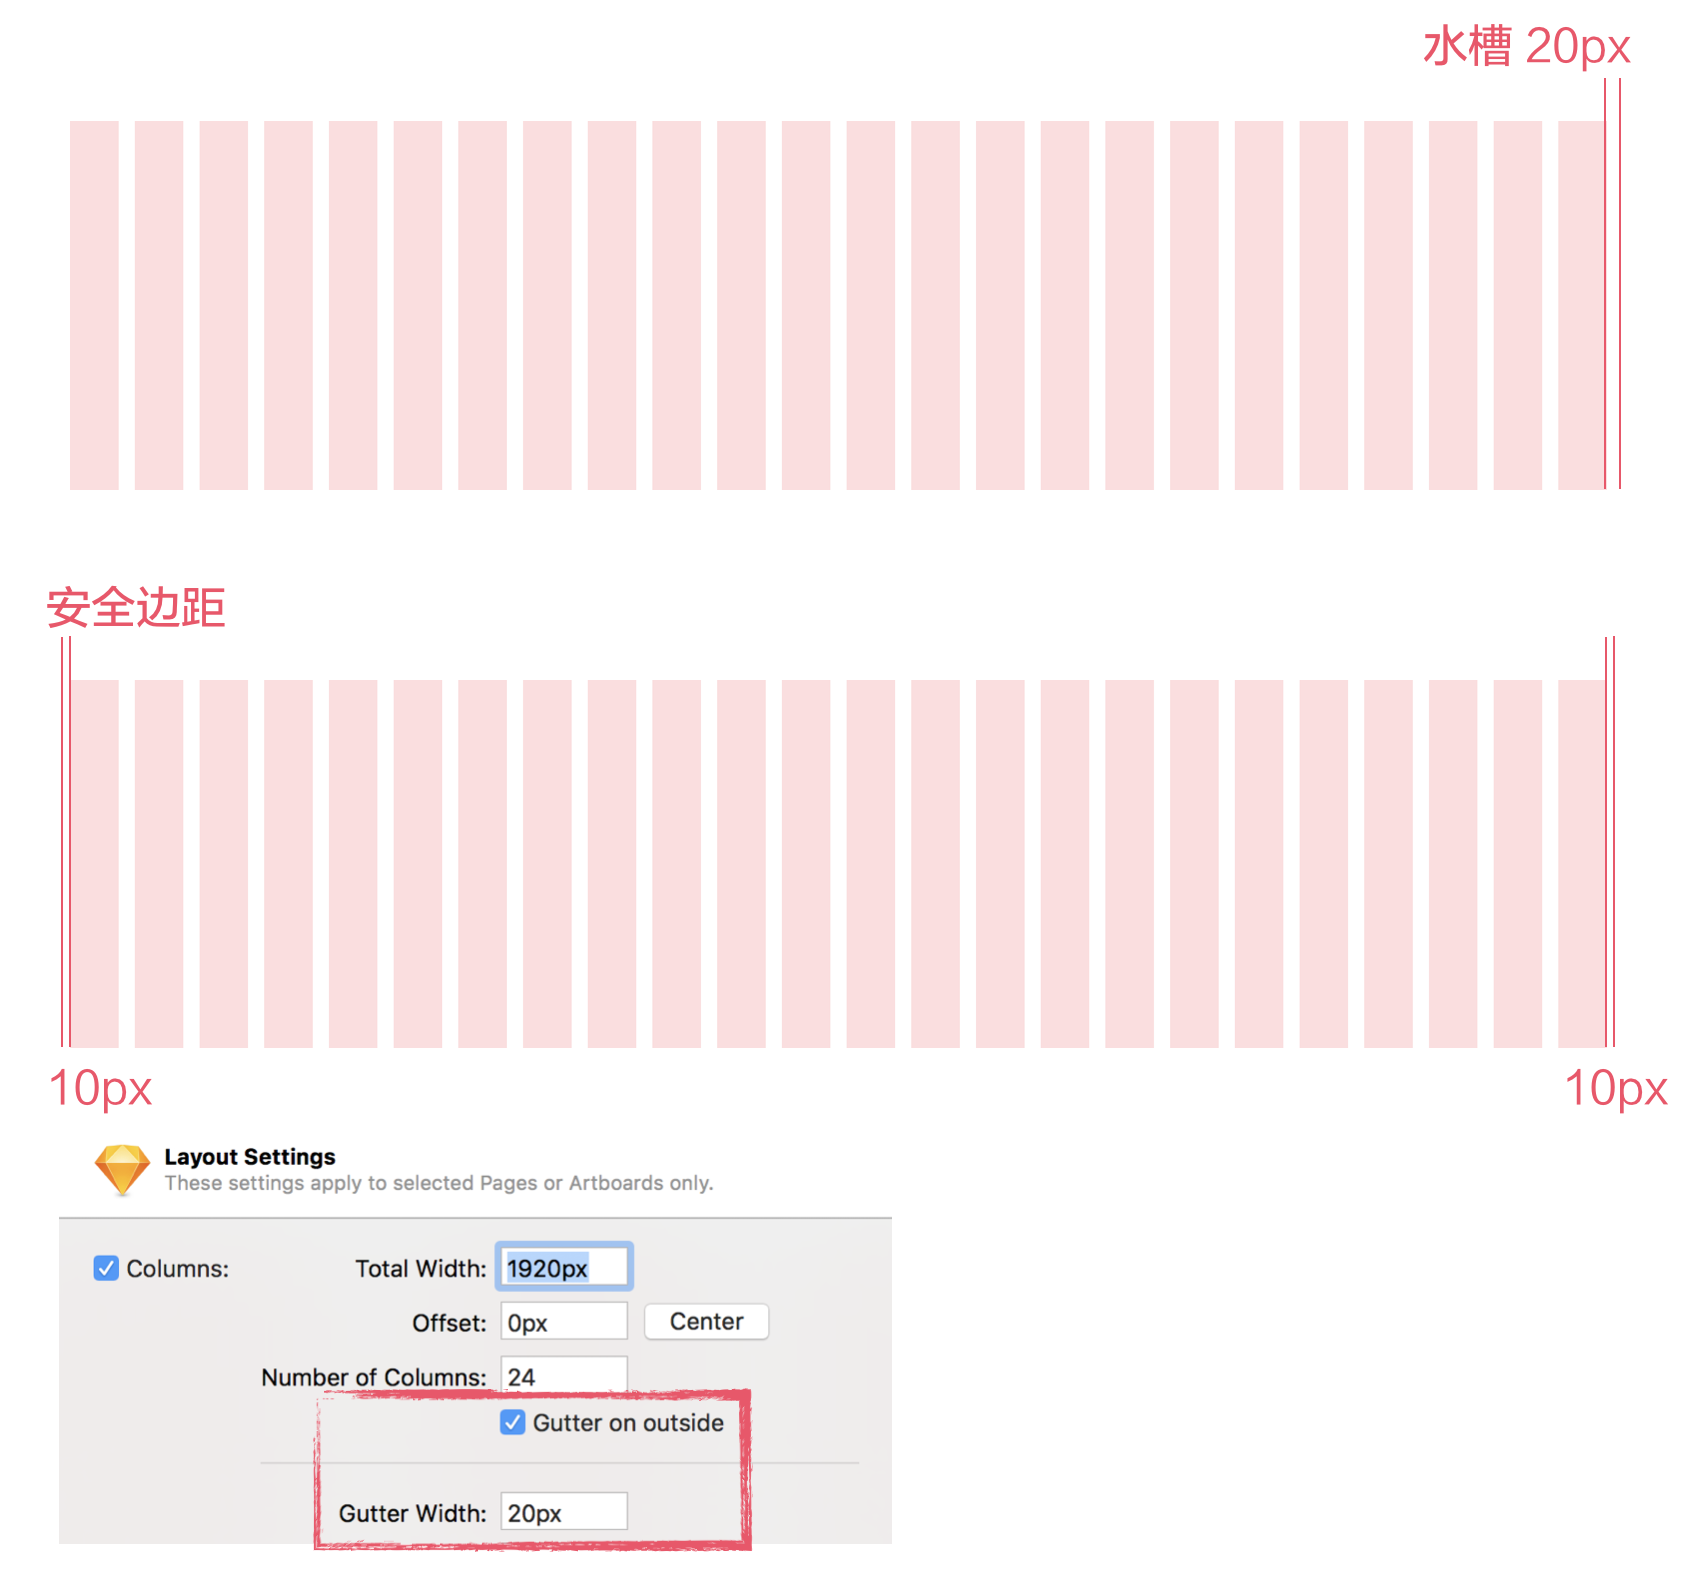 水槽 20px
安全边距
10px
10px
Layout Settings
These settings apply to selected Pages or Artboards only.
Columns:
Total Width: 1920px
Offset: 0px Center
Number of Columns: 24
Gutter on outside
Gutter Width: 20px